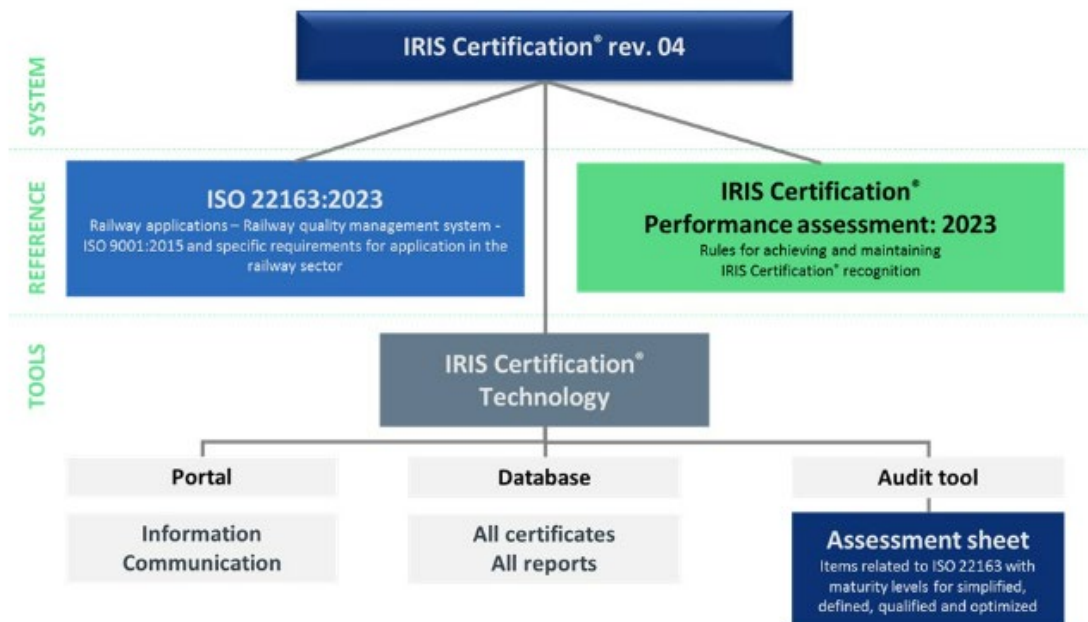 SYSTEM
IRIS Certification® rev. 04
REFERENCE
ISO 22163:2023
Railway applications – Railway quality management system -
ISO 9001:2015 and specific requirements for application in the
railway sector
IRIS Certification®
Performance assessment: 2023
Rules for achieving and maintaining
IRIS Certification® recognition
TOOLS
IRIS Certification®
Technology
Portal
Information
Communication
Database
All certificates
All reports
Audit tool
Assessment sheet
Items related to ISO 22163 with
maturity levels for simplified,
defined, qualified and optimized